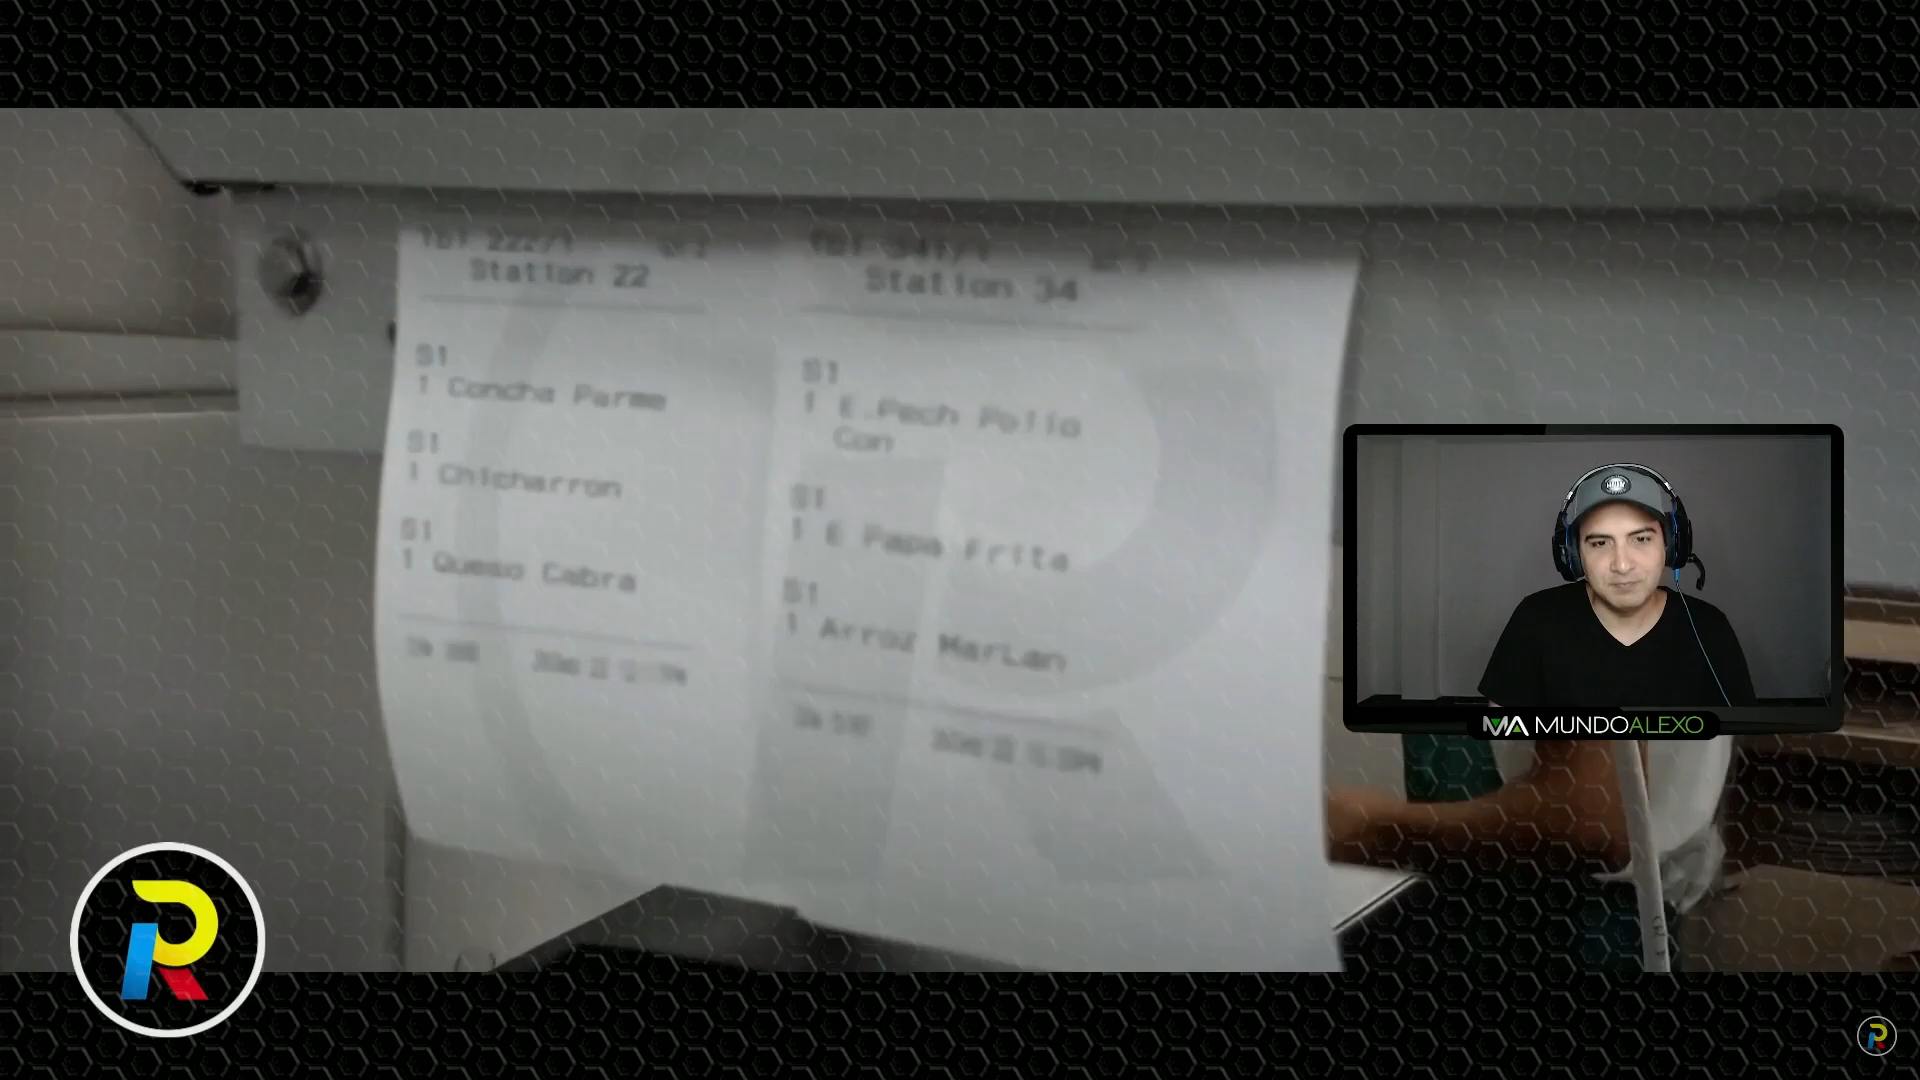 Station 22
S1
1 Concha Parme
S1
1 Chicharron
S1
1 Queso Cabra
Station 34
S1
1 E.Pech Pollo
Con
S1
1 E Papa Frita
S1
1 Arroz MarLan
MA MUNDOALEXO